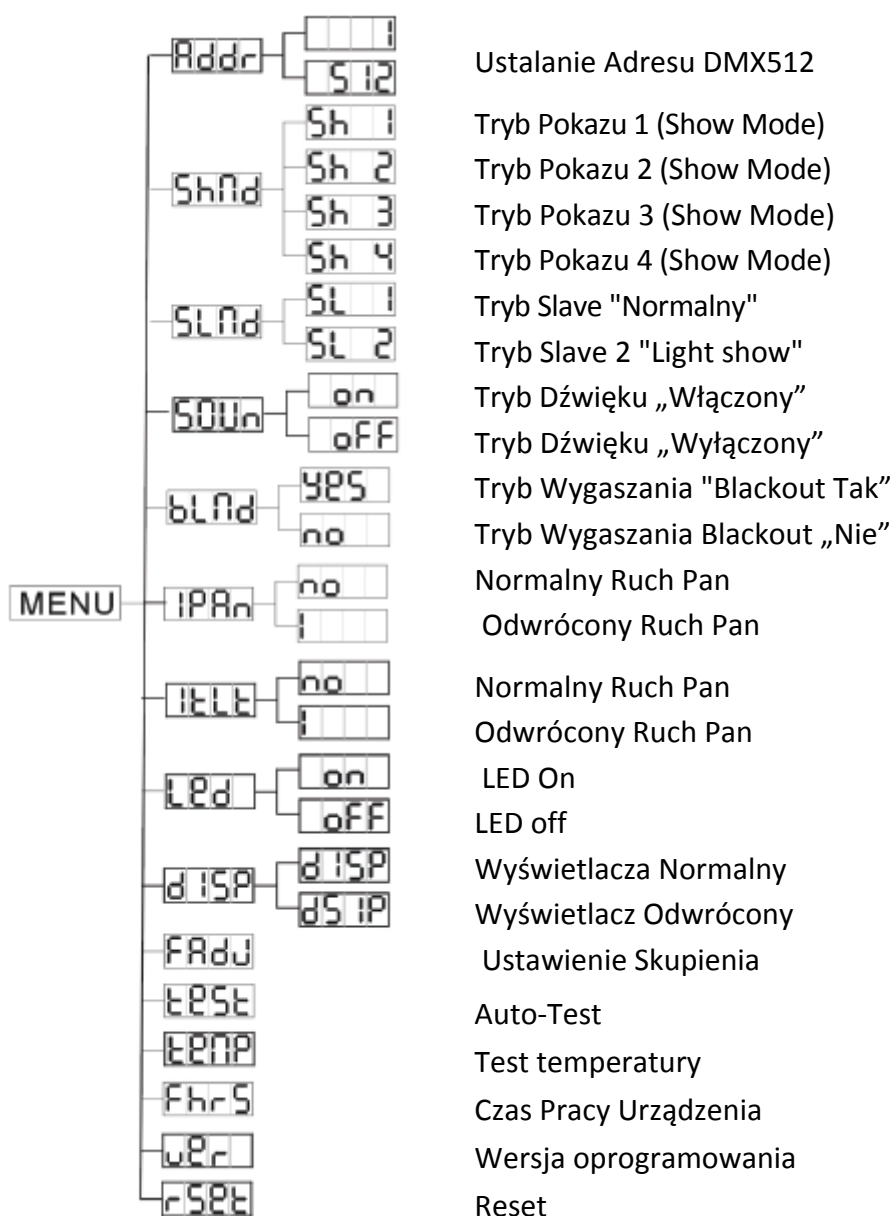 Addr
1
512
Ustalanie Adresu DMX512
ShMd
Sh 1
Tryb Pokazu 1 (Show Mode)
Sh 2
Tryb Pokazu 2 (Show Mode)
Sh 3
Tryb Pokazu 3 (Show Mode)
Sh 4
Tryb Pokazu 4 (Show Mode)
SLMd
SL 1
Tryb Slave "Normalny"
SL 2
Tryb Slave 2 "Light show"
SOUn
on
Tryb Dźwięku „Włączony”
oFF
Tryb Dźwięku „Wyłączony”
bLMd
yes
Tryb Wygaszania "Blackout Tak”
no
Tryb Wygaszania Blackout „Nie”
MENU
IPAn
no
Normalny Ruch Pan
I
Odwrócony Ruch Pan
ItLt
no
Normalny Ruch Pan
I
Odwrócony Ruch Pan
Led
on
LED On
oFF
LED off
dISP
dISP
Wyświetlacza Normalny
dSIP
Wyświetlacz Odwrócony
FAdJ
Ustawienie Skupienia
teSt
Auto-Test
teMP
Test temperatury
FhrS
Czas Pracy Urządzenia
ver
Wersja oprogramowania
rSet
Reset